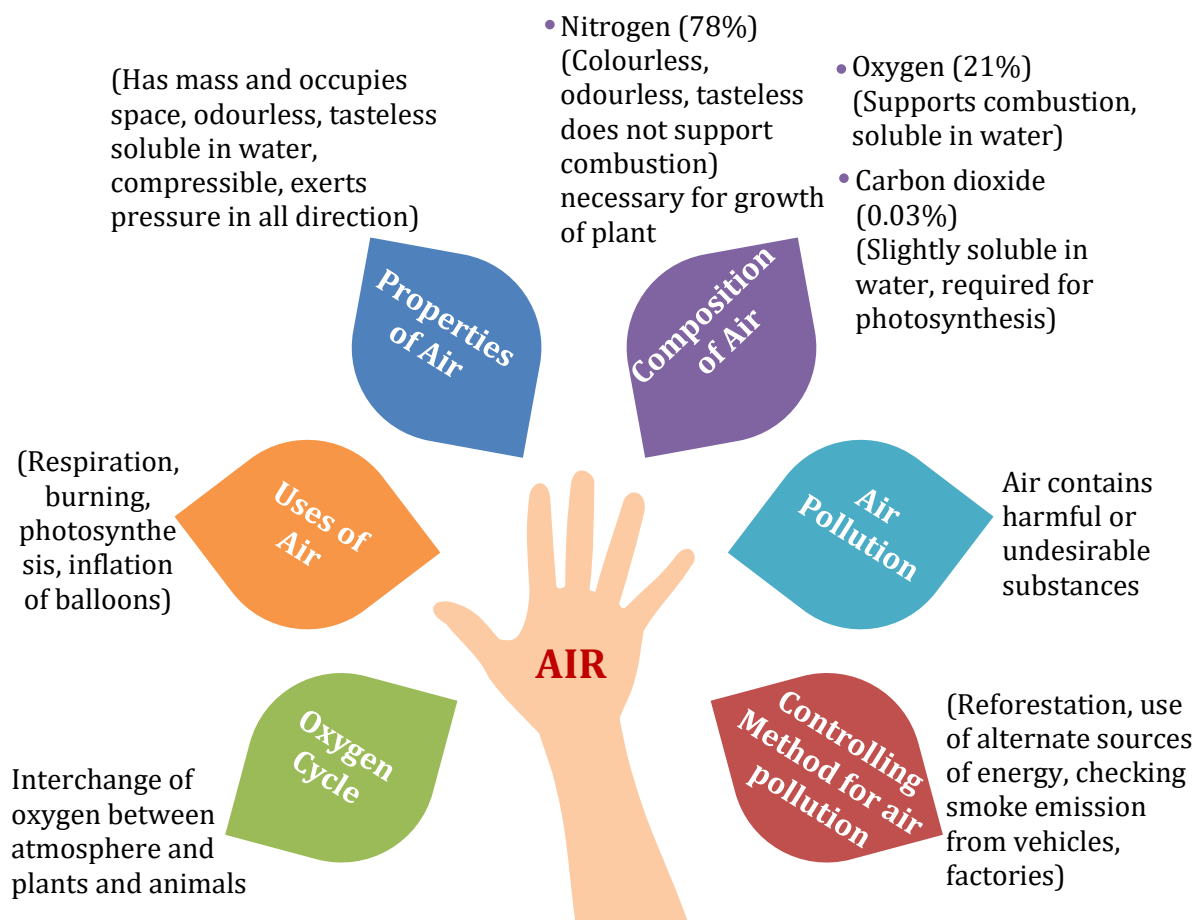 (Has mass and occupies
space, odourless, tasteless
soluble in water,
compressible, exerts
pressure in all direction)
Properties
of Air
• Nitrogen (78%)
(Colourless,
odourless, tasteless
does not support
combustion)
necessary for growth
of plant
• Oxygen (21%)
(Supports combustion,
soluble in water)
• Carbon dioxide
(0.03%)
(Slightly soluble in
water, required for
photosynthesis)
Composition
of Air
(Respiration,
burning,
photosynthe
sis, inflation
of balloons)
Uses of
Air
Air
Pollution
Air contains
harmful or
undesirable
substances
AIR
Oxygen
Cycle
Interchange of
oxygen between
atmosphere and
plants and animals
Controlling
Method for air
pollution
(Reforestation, use
of alternate sources
of energy, checking
smoke emission
from vehicles,
factories)